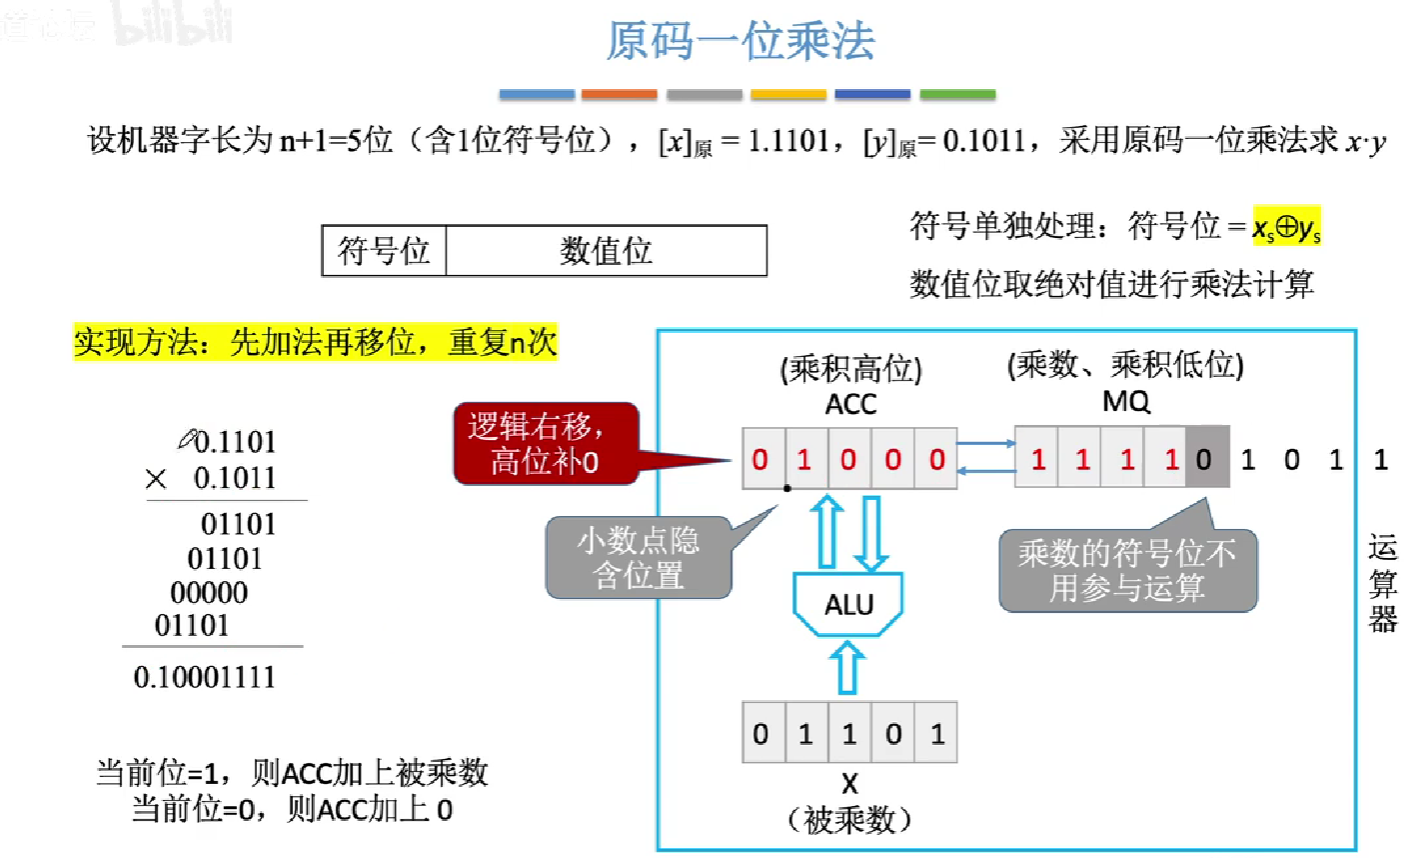 bilibili
原码一位乘法
设机器字长为 n+1=5位（含1位符号位），[x]原 = 1.1101，[y]原= 0.1011，采用原码一位乘法求 x·y
符号位 数值位
符号单独处理：符号位 = xs⊕ys
数值位取绝对值进行乘法计算
实现方法：先加法再移位，重复n次
0.1101
× 0.1011
01101
01101
00000
01101
0.10001111
当前位=1，则ACC加上被乘数
当前位=0，则ACC加上 0
逻辑右移，
高位补0
(乘积高位)
ACC
(乘数、乘积低位)
MQ
0 1 0 0 0
1 1 1 1 0 1 0 1 1
小数点隐
含位置
乘数的符号位不
用参与运算
ALU
运算器
0 1 1 0 1
X
（被乘数）